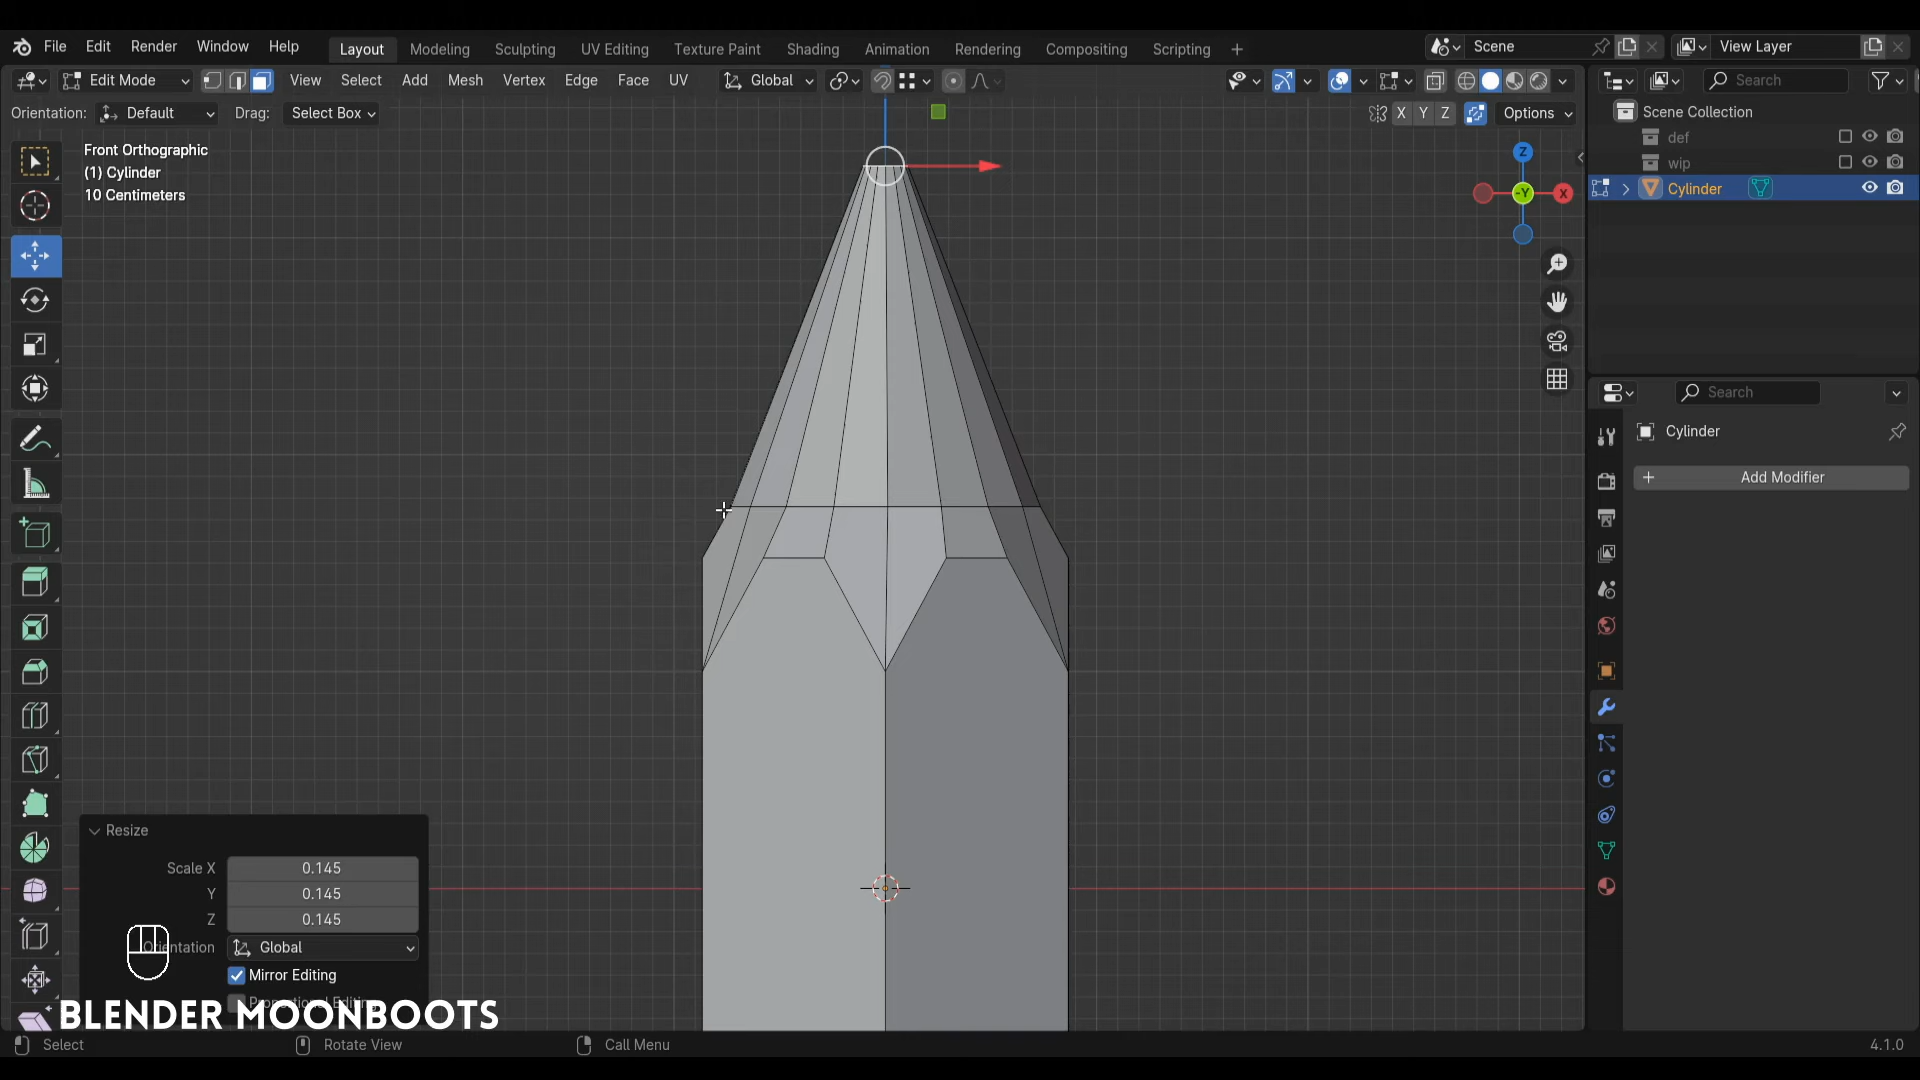 File Edit Render Window Help Layout Modeling Sculpting UV Editing Texture Paint Shading Animation Rendering Compositing Scripting + Scene View Layer
Edit Mode View Select Add Mesh Vertex Edge Face UV Global Search
Orientation: Default Drag: Select Box X Y Z Options Scene Collection
Front Orthographic
(1) Cylinder
10 Centimeters
def
wip
Cylinder
Z
-Y
X
Search
Cylinder
+ Add Modifier
Resize
Scale X 0.145
Y 0.145
Z 0.145
Orientation Global
Mirror Editing
Proportional Editing
BLENDER MOONBOOTS
Select Rotate View Call Menu 4.1.0